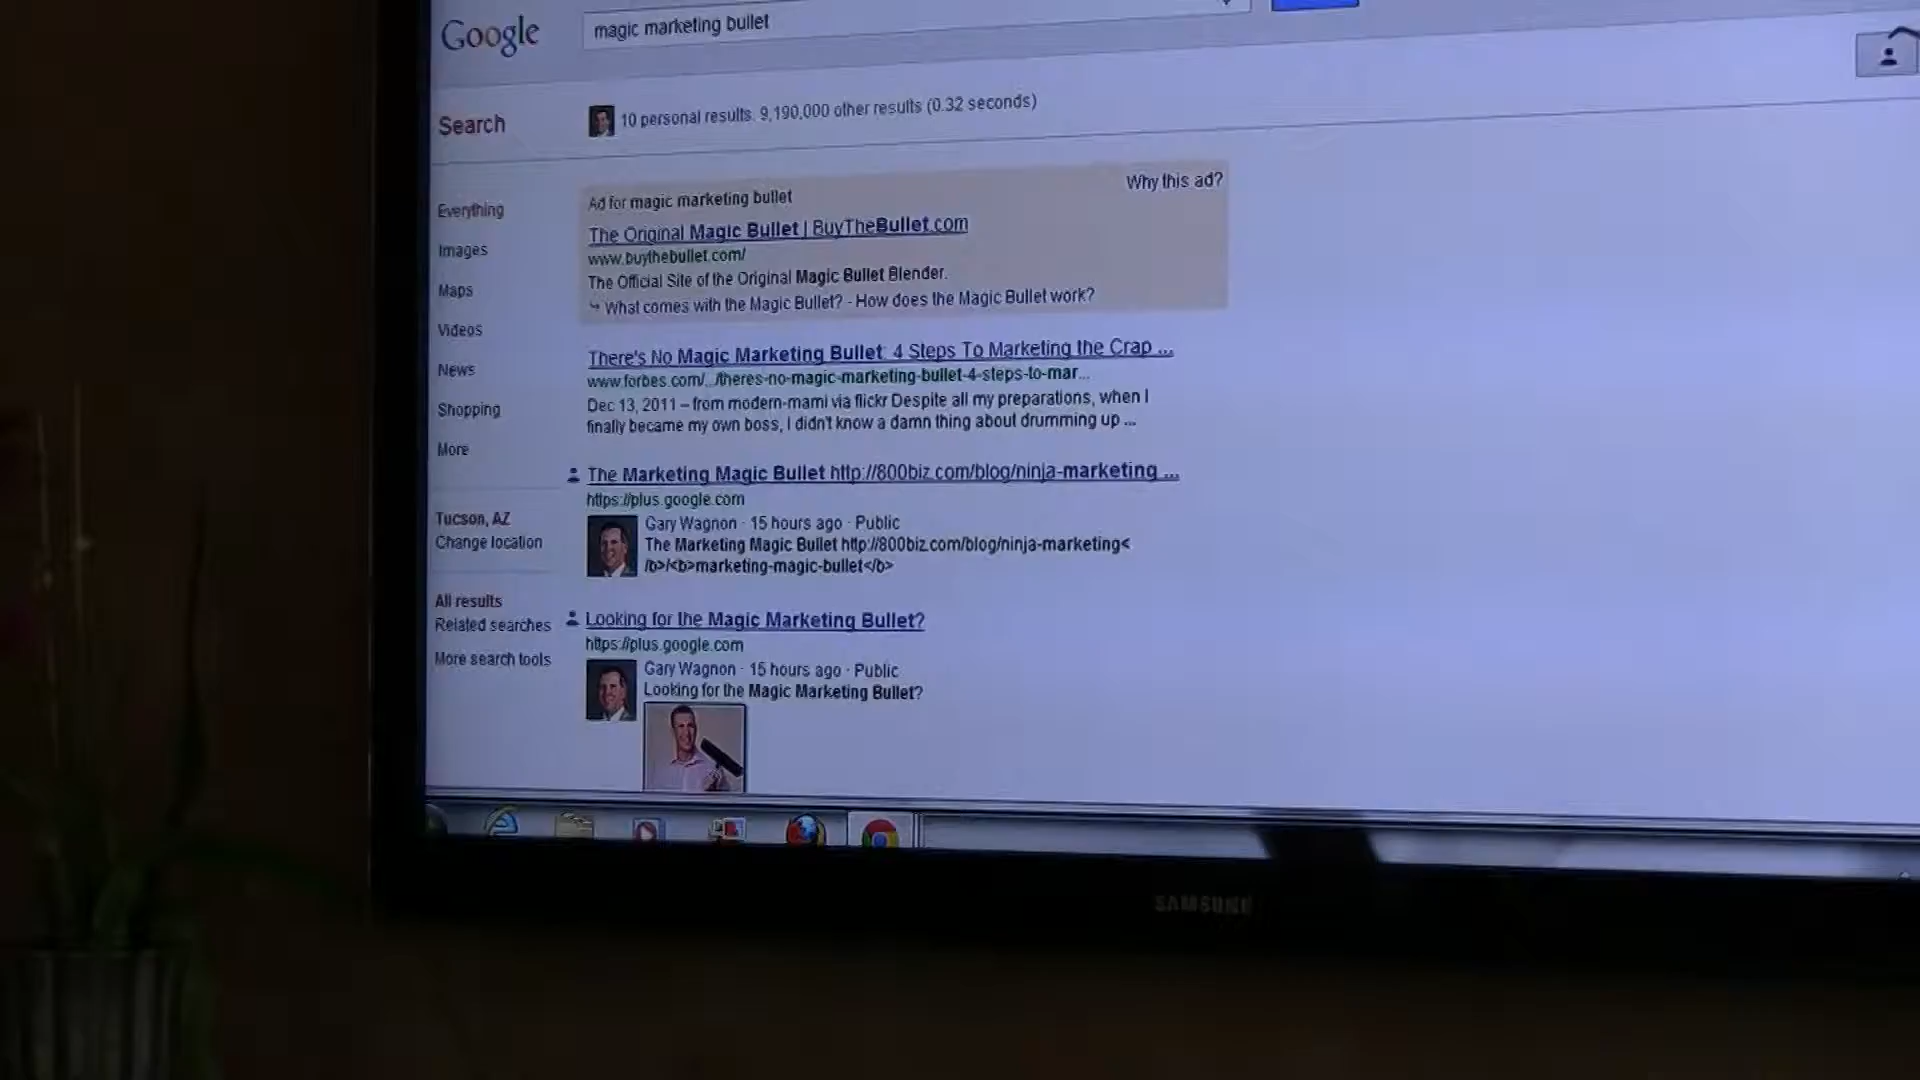 Google
magic marketing bullet
Search
10 personal results. 9,190,000 other results (0.32 seconds)
Everything
Images
Maps
Videos
News
Shopping
More
Tucson, AZ
Change location
All results
Related searches
More search tools
Ad for magic marketing bullet
Why this ad?
The Original Magic Bullet | BuyTheBullet.com
www.buythebullet.com/
The Official Site of the Original Magic Bullet Blender.
What comes with the Magic Bullet? - How does the Magic Bullet work?
There's No Magic Marketing Bullet: 4 Steps To Marketing the Crap ...
www.forbes.com/.../theres-no-magic-marketing-bullet-4-steps-to-mar...
Dec 13, 2011 – from modern-mami via flickr Despite all my preparations, when I
finally became my own boss, I didn't know a damn thing about drumming up ...
The Marketing Magic Bullet http://800biz.com/blog/ninja-marketing ...
https://plus.google.com
Gary Wagnon · 15 hours ago · Public
The Marketing Magic Bullet http://800biz.com/blog/ninja-marketing<
/b>/<b>marketing-magic-bullet</b>
Looking for the Magic Marketing Bullet?
https://plus.google.com
Gary Wagnon · 15 hours ago · Public
Looking for the Magic Marketing Bullet?
SAMSUNG